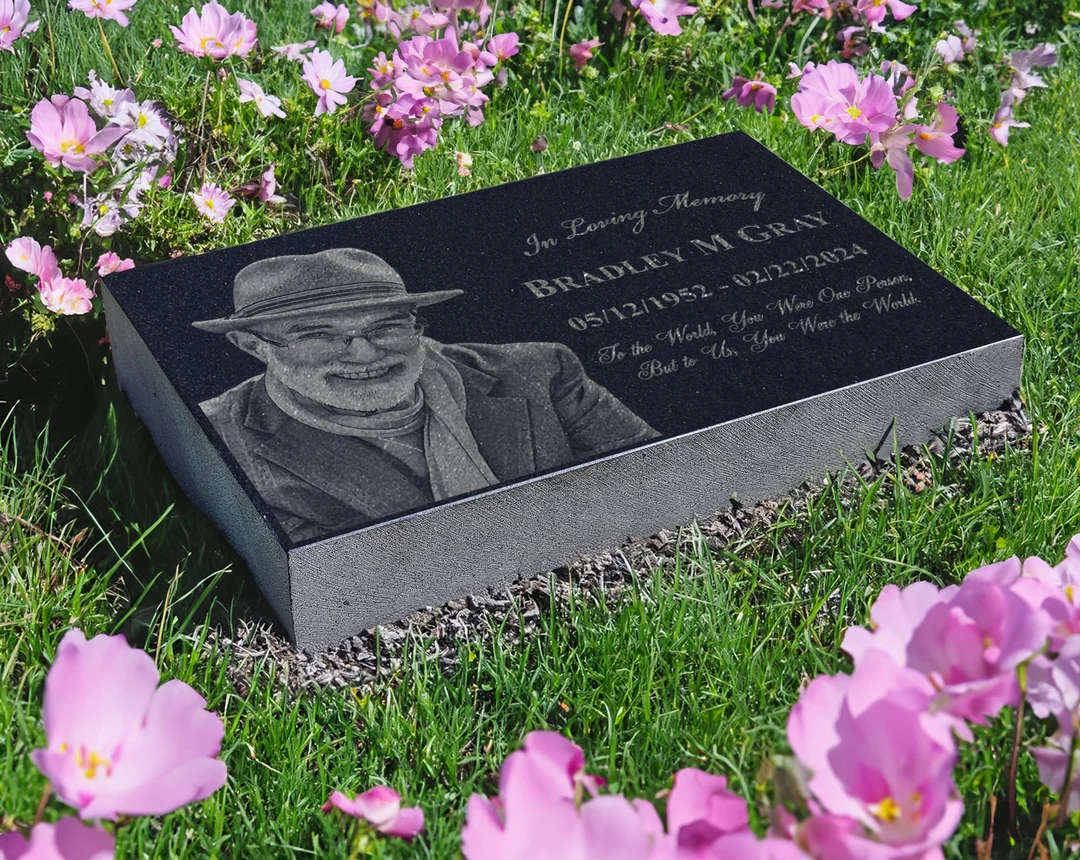 In Loving Memory
BRADLEY M GRAY
05/12/1952 - 02/22/2024
To the World, You Were One Person,
But to Us, You Were the World.